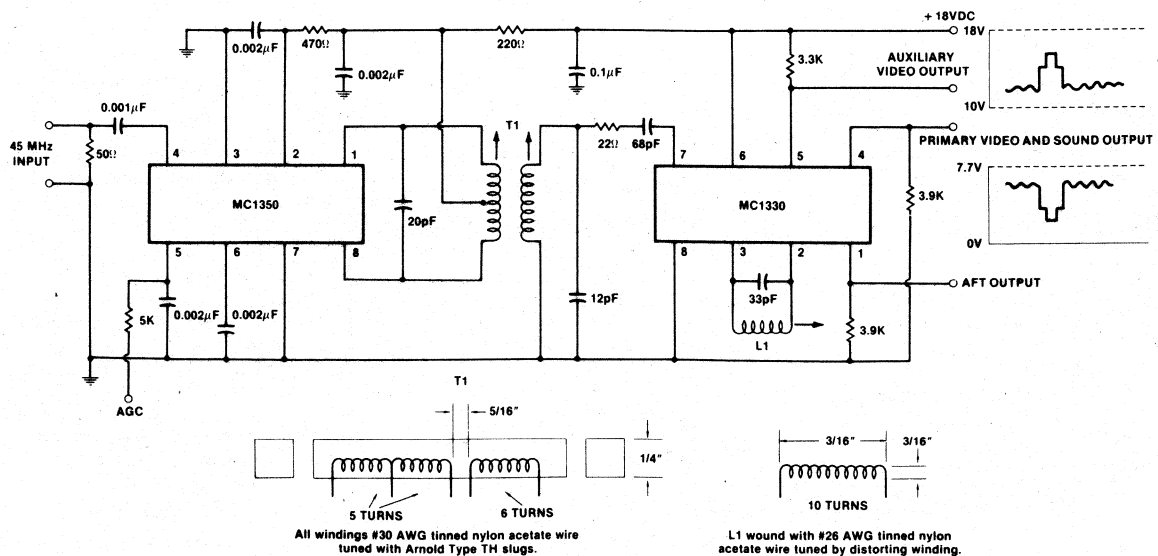 + 18VDC
18V
0.002µF
470Ω
220Ω
3.3K
AUXILIARY
VIDEO OUTPUT
0.002µF
0.1µF
10V
0.001µF
T1
45 MHz
INPUT
50Ω
22Ω
68pF
PRIMARY VIDEO AND SOUND OUTPUT
4
3
2
1
7
6
5
4
7.7V
MC1350
20pF
MC1330
3.9K
0V
5
6
7
8
8
3
2
1
AFT OUTPUT
33pF
12pF
5K
0.002µF
0.002µF
3.9K
L1
AGC
T1
5/16"
1/4"
5 TURNS
6 TURNS
All windings #30 AWG tinned nylon acetate wire
tuned with Arnold Type TH slugs.
3/16"
3/16"
10 TURNS
L1 wound with #26 AWG tinned nylon
acetate wire tuned by distorting winding.